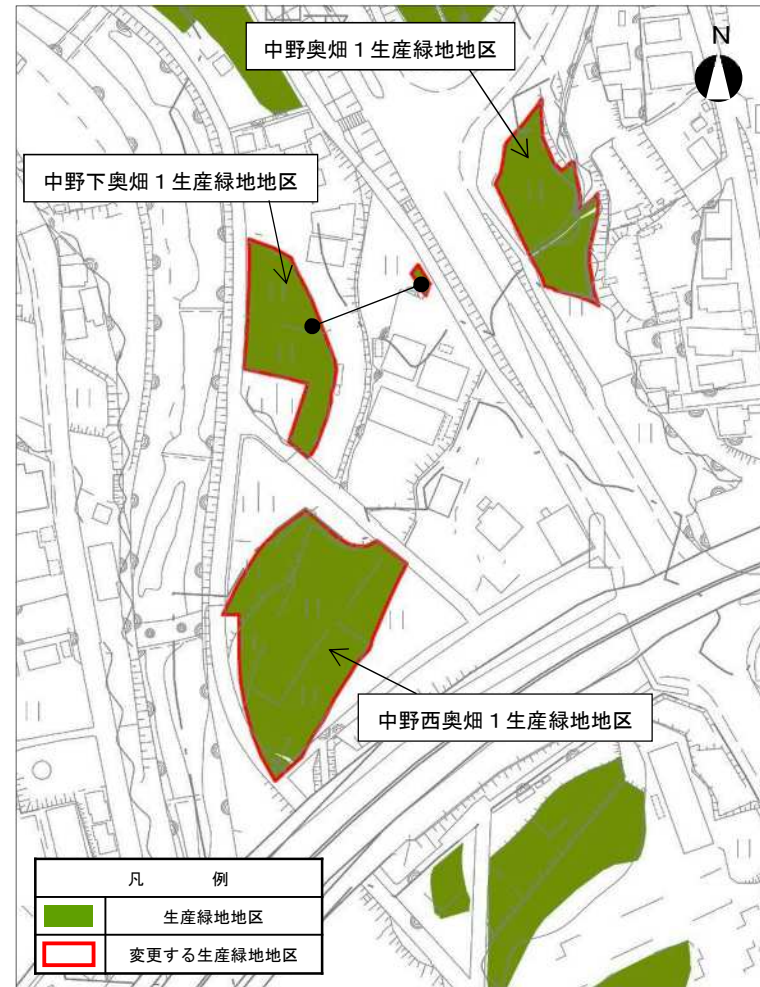 中野奥畑１生産緑地地区
N
中野下奥畑１生産緑地地区
中野西奥畑１生産緑地地区
凡 例
生産緑地地区
変更する生産緑地地区